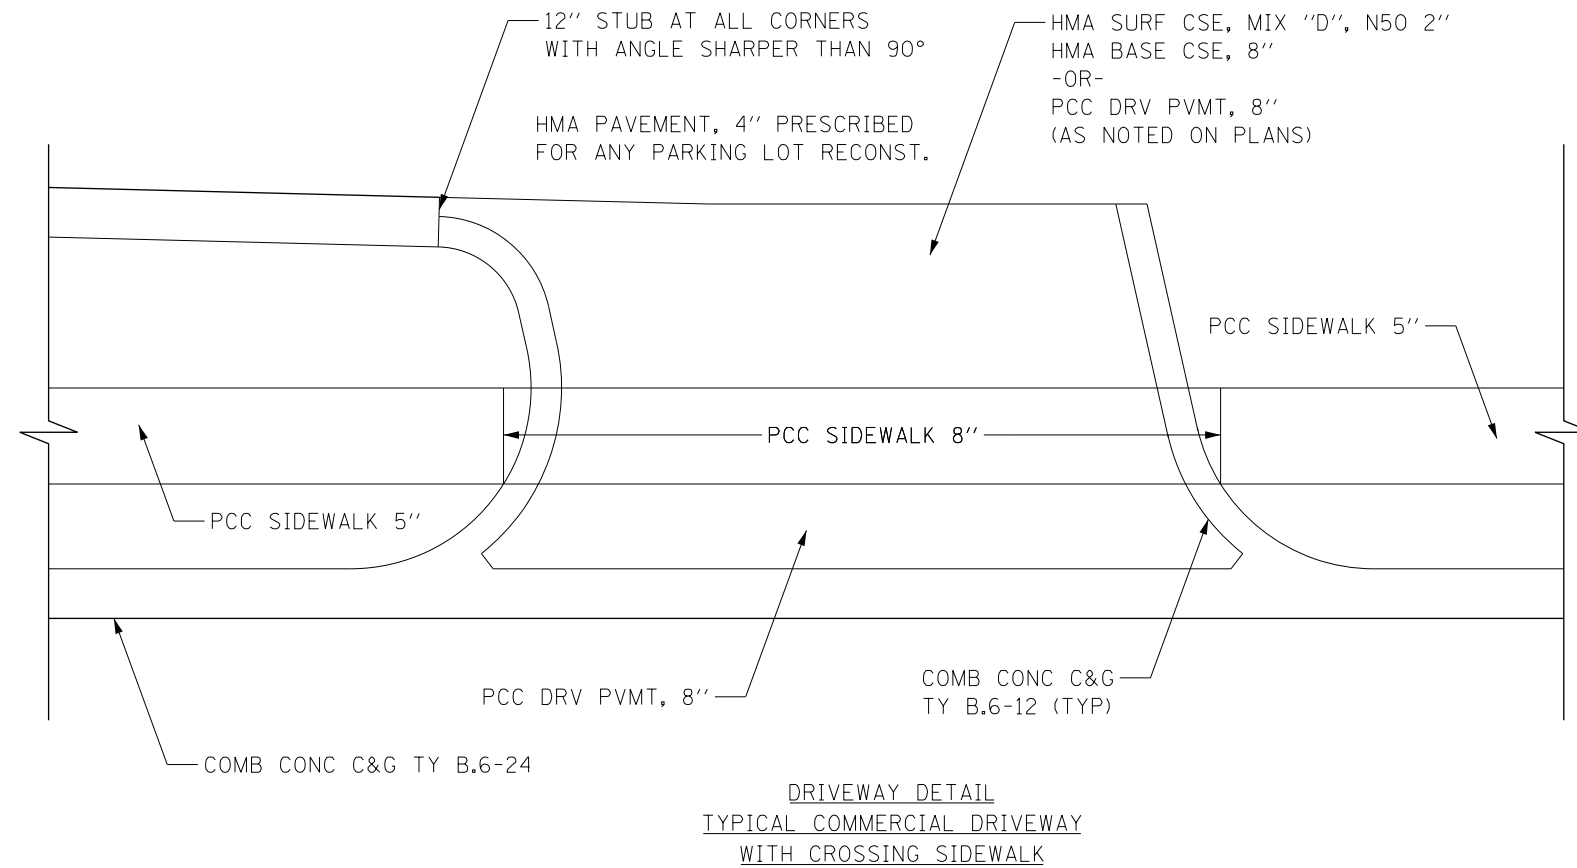 12" STUB AT ALL CORNERS
WITH ANGLE SHARPER THAN 90°
HMA PAVEMENT, 4" PRESCRIBED
FOR ANY PARKING LOT RECONST.
HMA SURF CSE, MIX "D", N50 2"
HMA BASE CSE, 8"
-OR-
PCC DRV PVMT, 8"
(AS NOTED ON PLANS)
PCC SIDEWALK 5"
PCC SIDEWALK 8"
PCC SIDEWALK 5"
PCC DRV PVMT, 8"
COMB CONC C&G
TY B.6-12 (TYP)
COMB CONC C&G TY B.6-24
DRIVEWAY DETAIL
TYPICAL COMMERCIAL DRIVEWAY
WITH CROSSING SIDEWALK